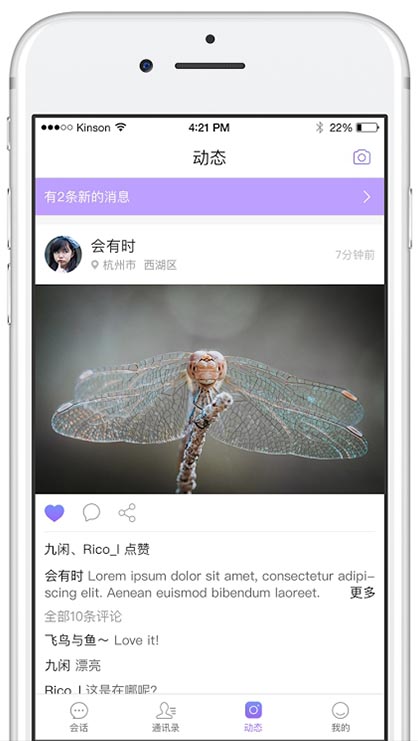 Kinson 4:21 PM 22%
动态
有2条新的消息
会有时
杭州市 西湖区
7分钟前
九闲、Rico_l 点赞
会有时 Lorem ipsum dolor sit amet, consectetur adipi-
scing elit. Aenean euismod bibendum laoreet. 更多
全部10条评论
飞鸟与鱼～ Love it!
九闲 漂亮
Rico_l 这是在哪呢?
会话 通讯录 动态 我的